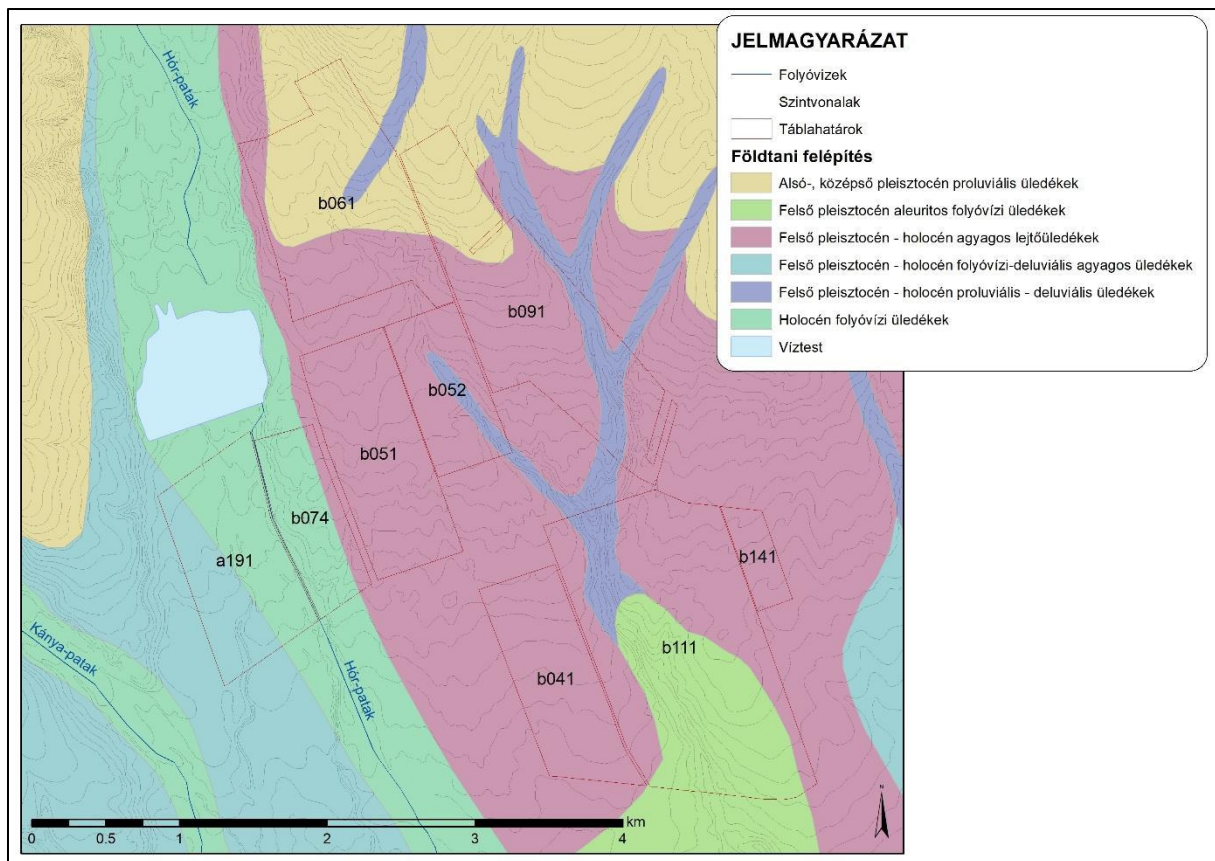 JELMAGYARÁZAT
Folyóvizek
Szintvonalak
Táblahatárok
Földtani felépítés
Alsó-, középső pleisztocén proluviális üledékek
Felső pleisztocén aleuritos folyóvízi üledékek
Felső pleisztocén - holocén agyagos lejtőüledékek
Felső pleisztocén - holocén folyóvízi-deluviális agyagos üledékek
Felső pleisztocén - holocén proluviális - deluviális üledékek
Holocén folyóvízi üledékek
Víztest
Hór-patak
b061
b091
b052
b051
b074
a191
b141
b111
b041
Kánya-patak
Hór-patak
N
km
0 0.5 1 2 3 4